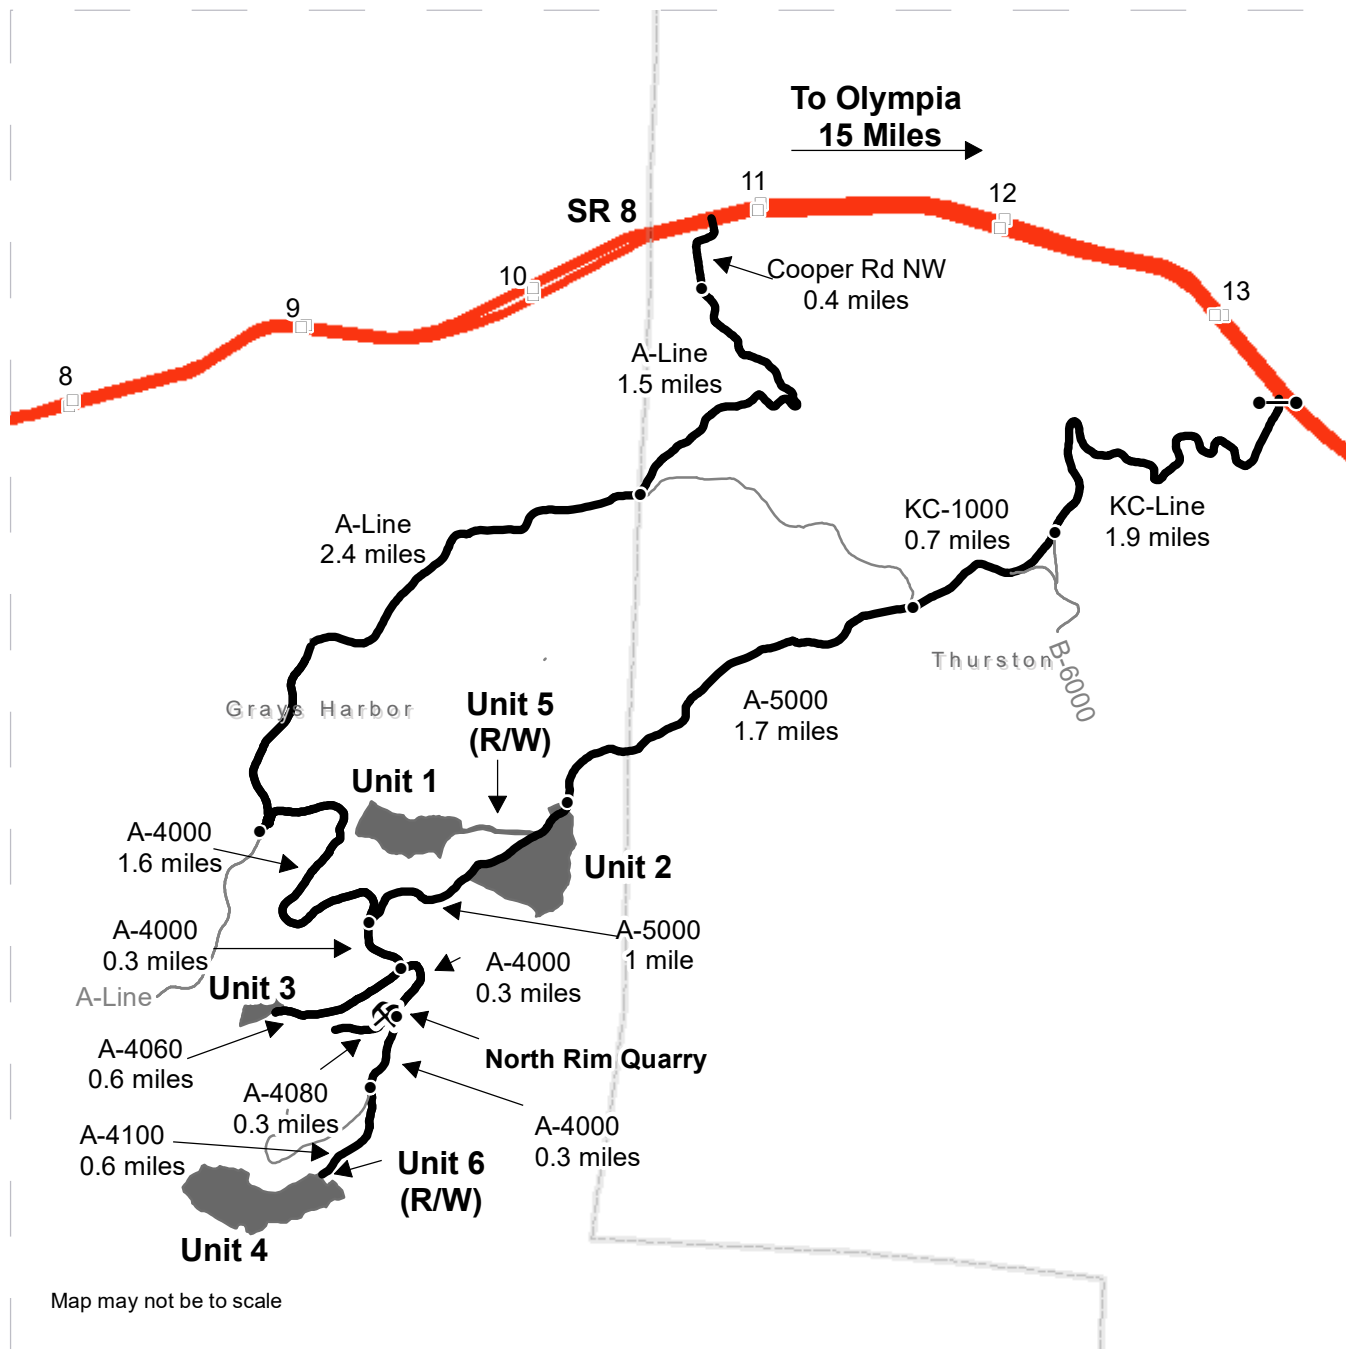 To Olympia
15 Miles
11
12
SR 8
10
Cooper Rd NW
0.4 miles
13
9
A-Line
1.5 miles
8
KC-1000
0.7 miles
KC-Line
1.9 miles
A-Line
2.4 miles
Thurston
B-6000
Grays Harbor
Unit 5
(R/W)
A-5000
1.7 miles
Unit 1
A-4000
1.6 miles
Unit 2
A-4000
0.3 miles
A-5000
1 mile
A-4000
0.3 miles
Unit 3
A-Line
A-4060
0.6 miles
North Rim Quarry
A-4080
0.3 miles
A-4000
0.3 miles
A-4100
0.6 miles
Unit 6
(R/W)
Unit 4
Map may not be to scale